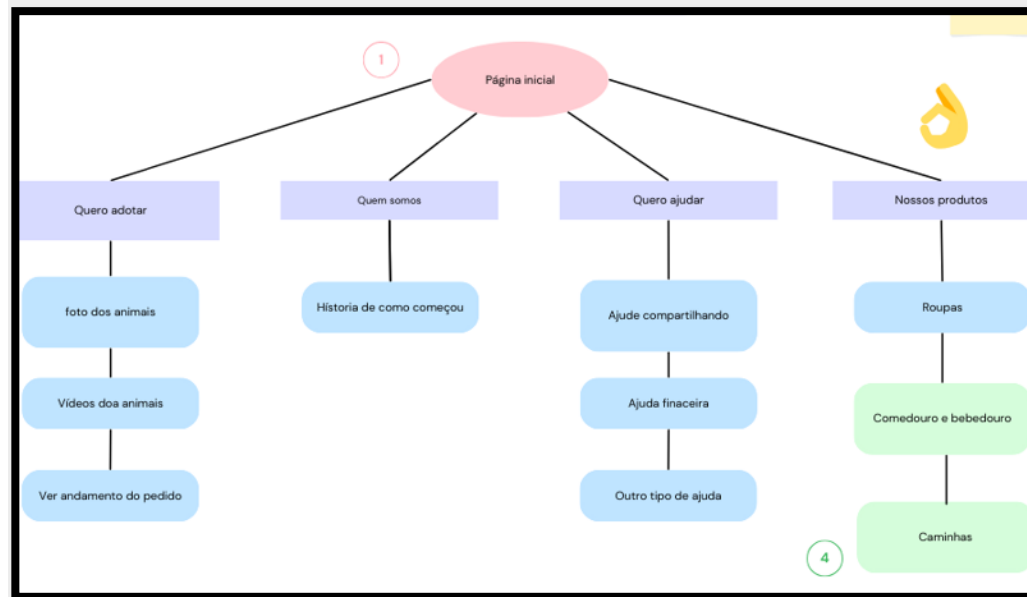 1
Página inicial
Quero adotar
Quem somos
Quero ajudar
Nossos produtos
foto dos animais
Hístoria de como começou
Ajude compartilhando
Roupas
Vídeos doa animais
Ajuda finaceira
Comedouro e bebedouro
Ver andamento do pedido
Outro tipo de ajuda
Caminhas
4